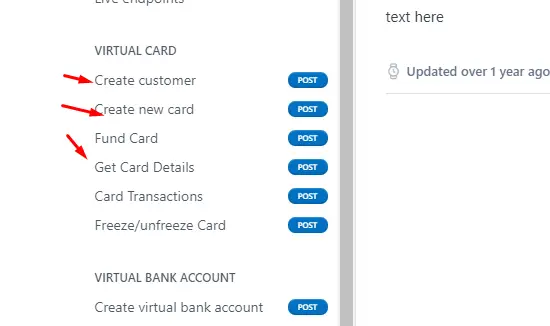 Live endpoints
VIRTUAL CARD
Create customer POST
Create new card POST
Fund Card POST
Get Card Details POST
Card Transactions POST
Freeze/unfreeze Card POST
VIRTUAL BANK ACCOUNT
Create virtual bank account POST
text here
Updated over 1 year ago